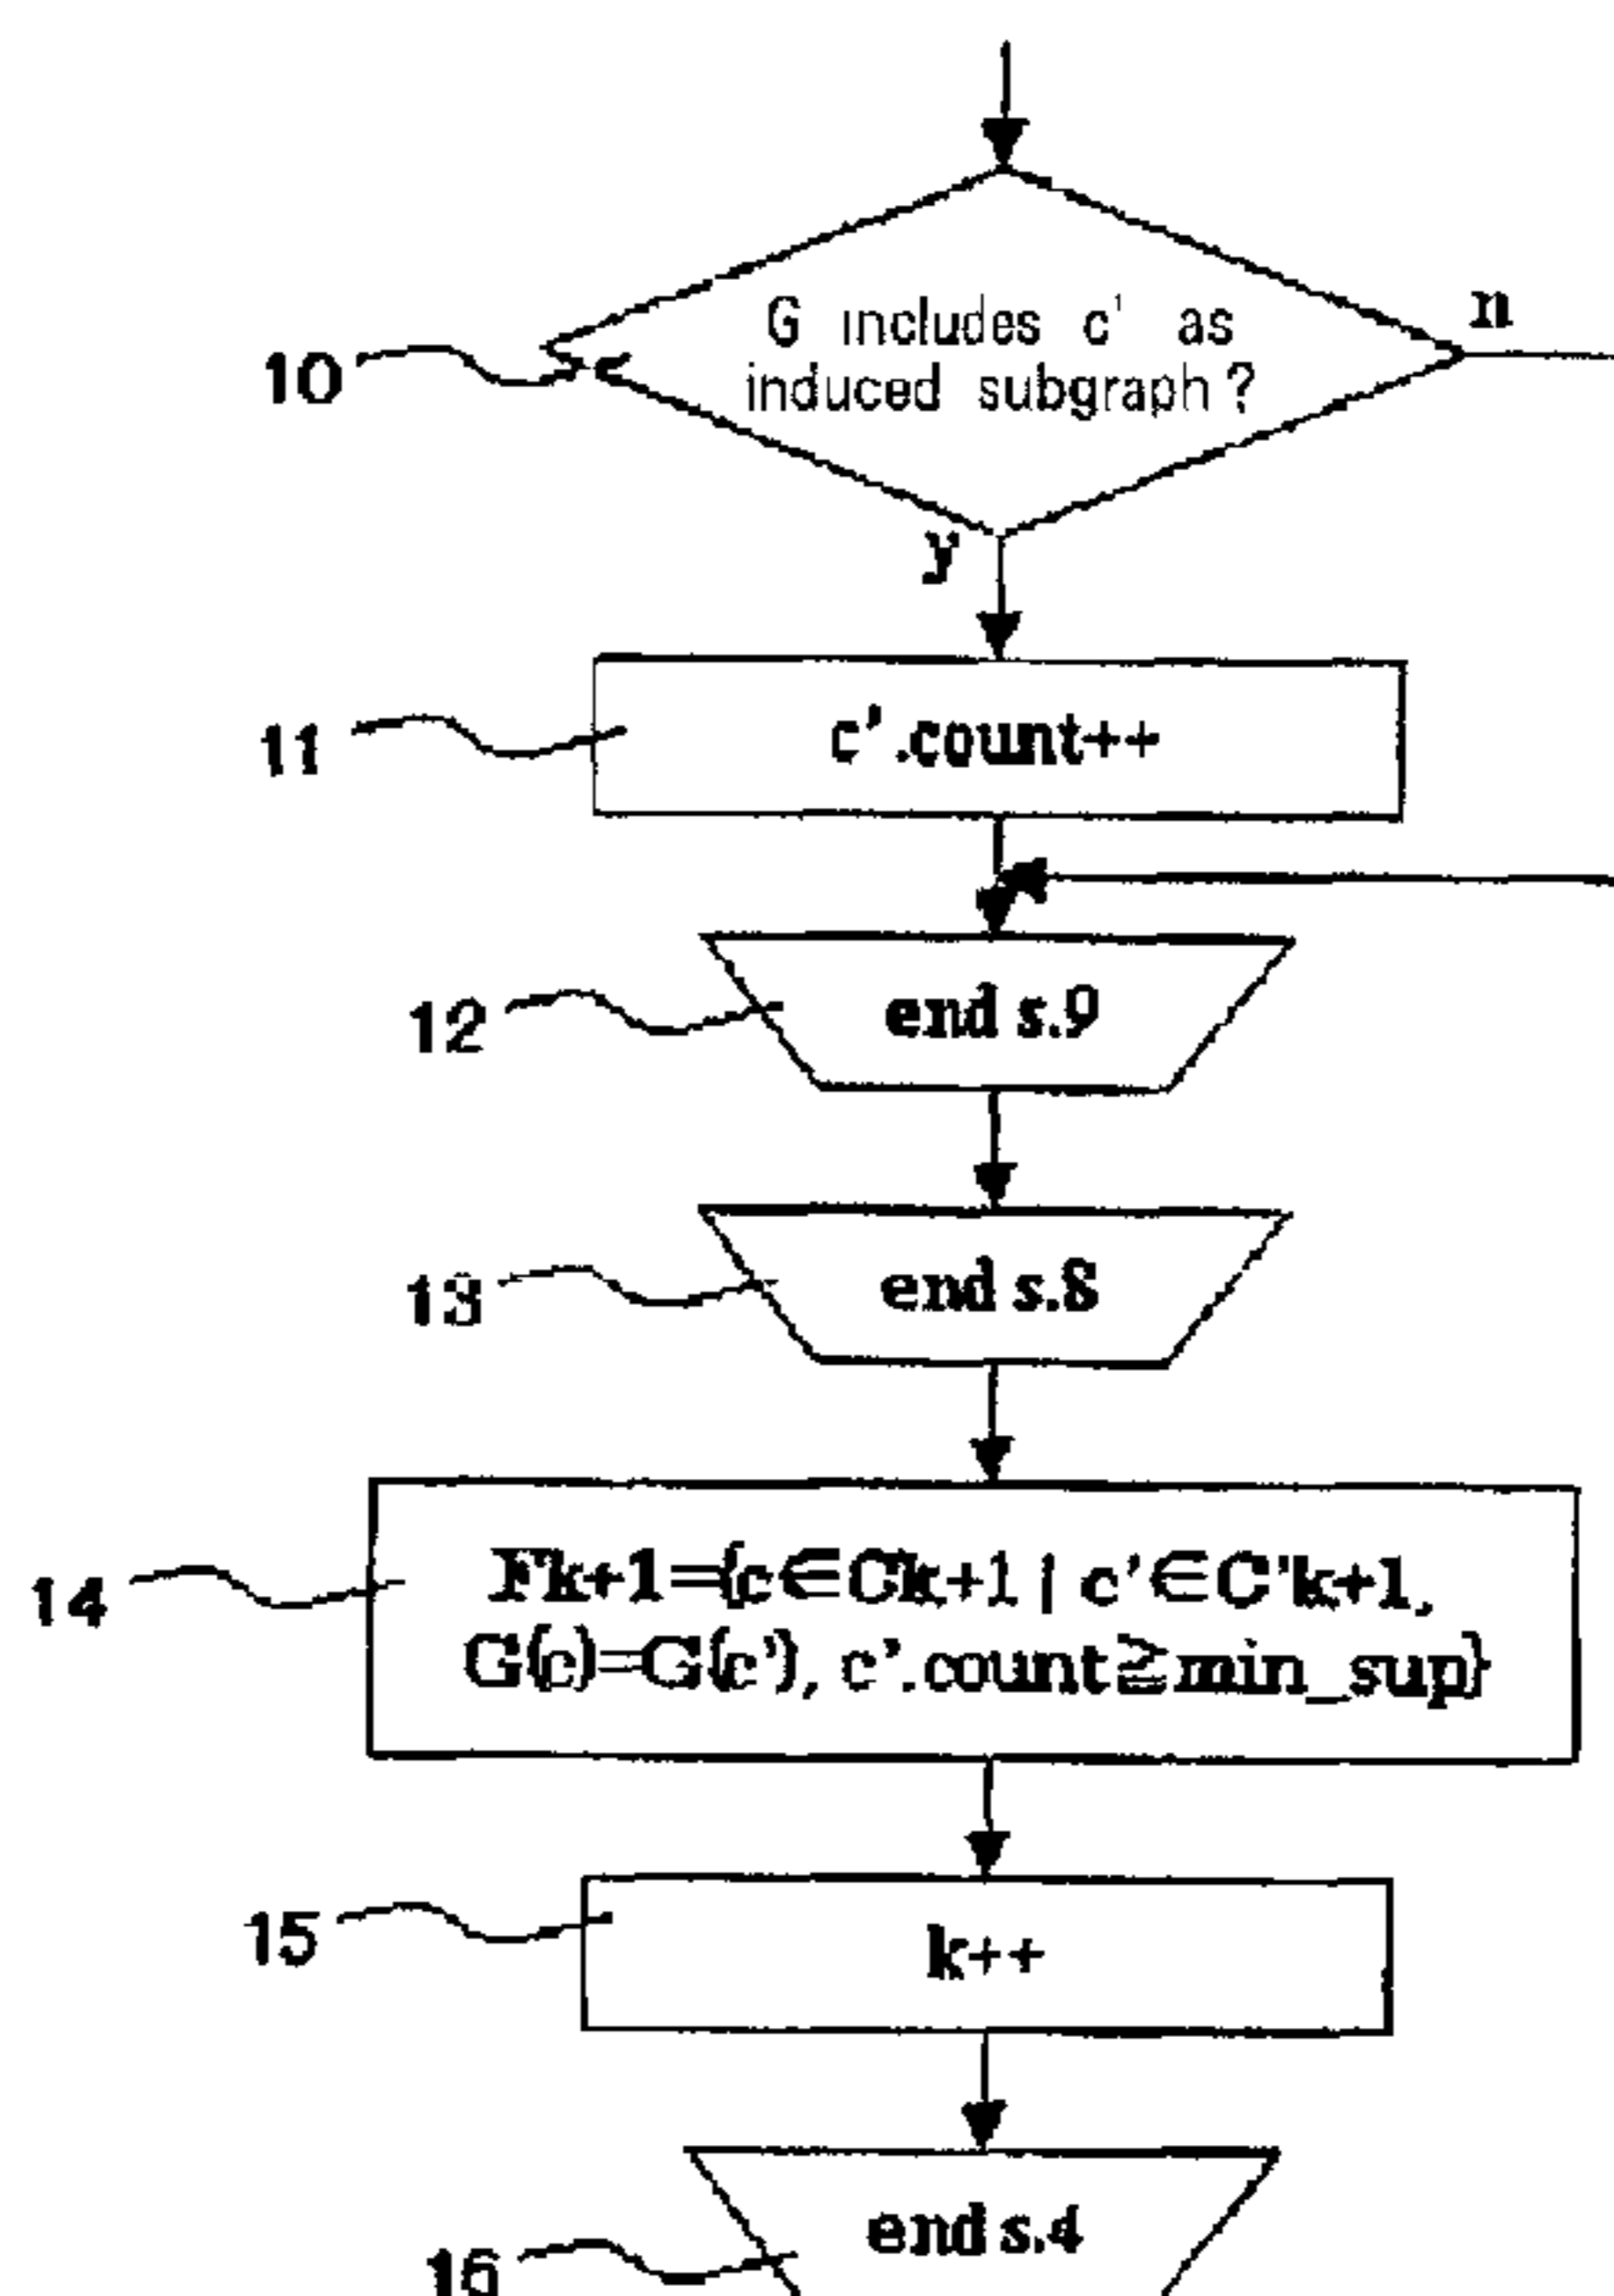 G includes c' as
induced subgraph?
n
10
y
11
c'.count++
12
end s.9
13
end s.8
14
Fk+1={c∈Ck+1 | c'∈C'k+1,
G(c)=G(c'), c'.count≧min_sup}
15
k++
16
end s.4